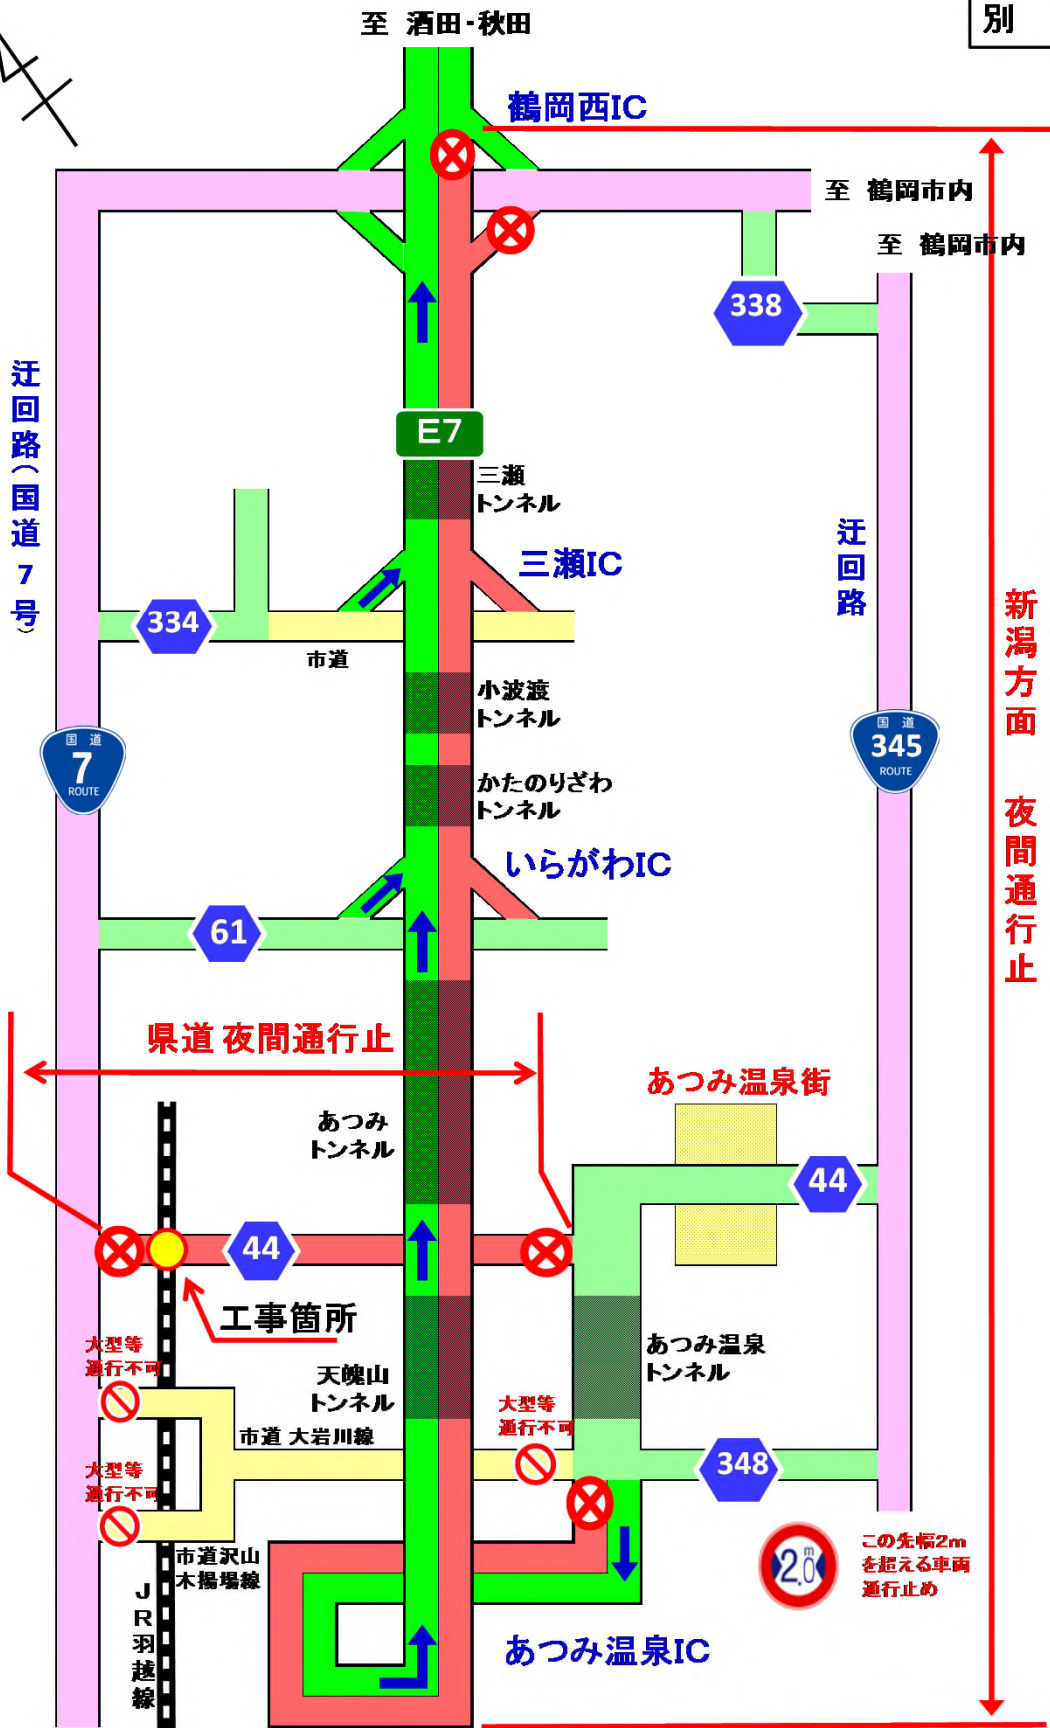 至 酒田・秋田
別
鶴岡西IC
至 鶴岡市内
至 鶴岡市内
338
迂回路(国道7号)
E7
三瀬
トンネル
三瀬IC
迂回路
334
市道
小波渡
トンネル
国道
7
ROUTE
国道
345
ROUTE
かたのりざわ
トンネル
新潟方面 夜間通行止
いらがわIC
61
県道 夜間通行止
あつみ温泉街
あつみ
トンネル
44
44
工事箇所
大型等
通行不可
あつみ温泉
トンネル
天魄山
トンネル
大型等
通行不可
市道 大岩川線
大型等
通行不可
348
市道沢山
木揚場線
この先幅2m
を超える車両
通行止め
2.0m
JR羽越線
あつみ温泉IC